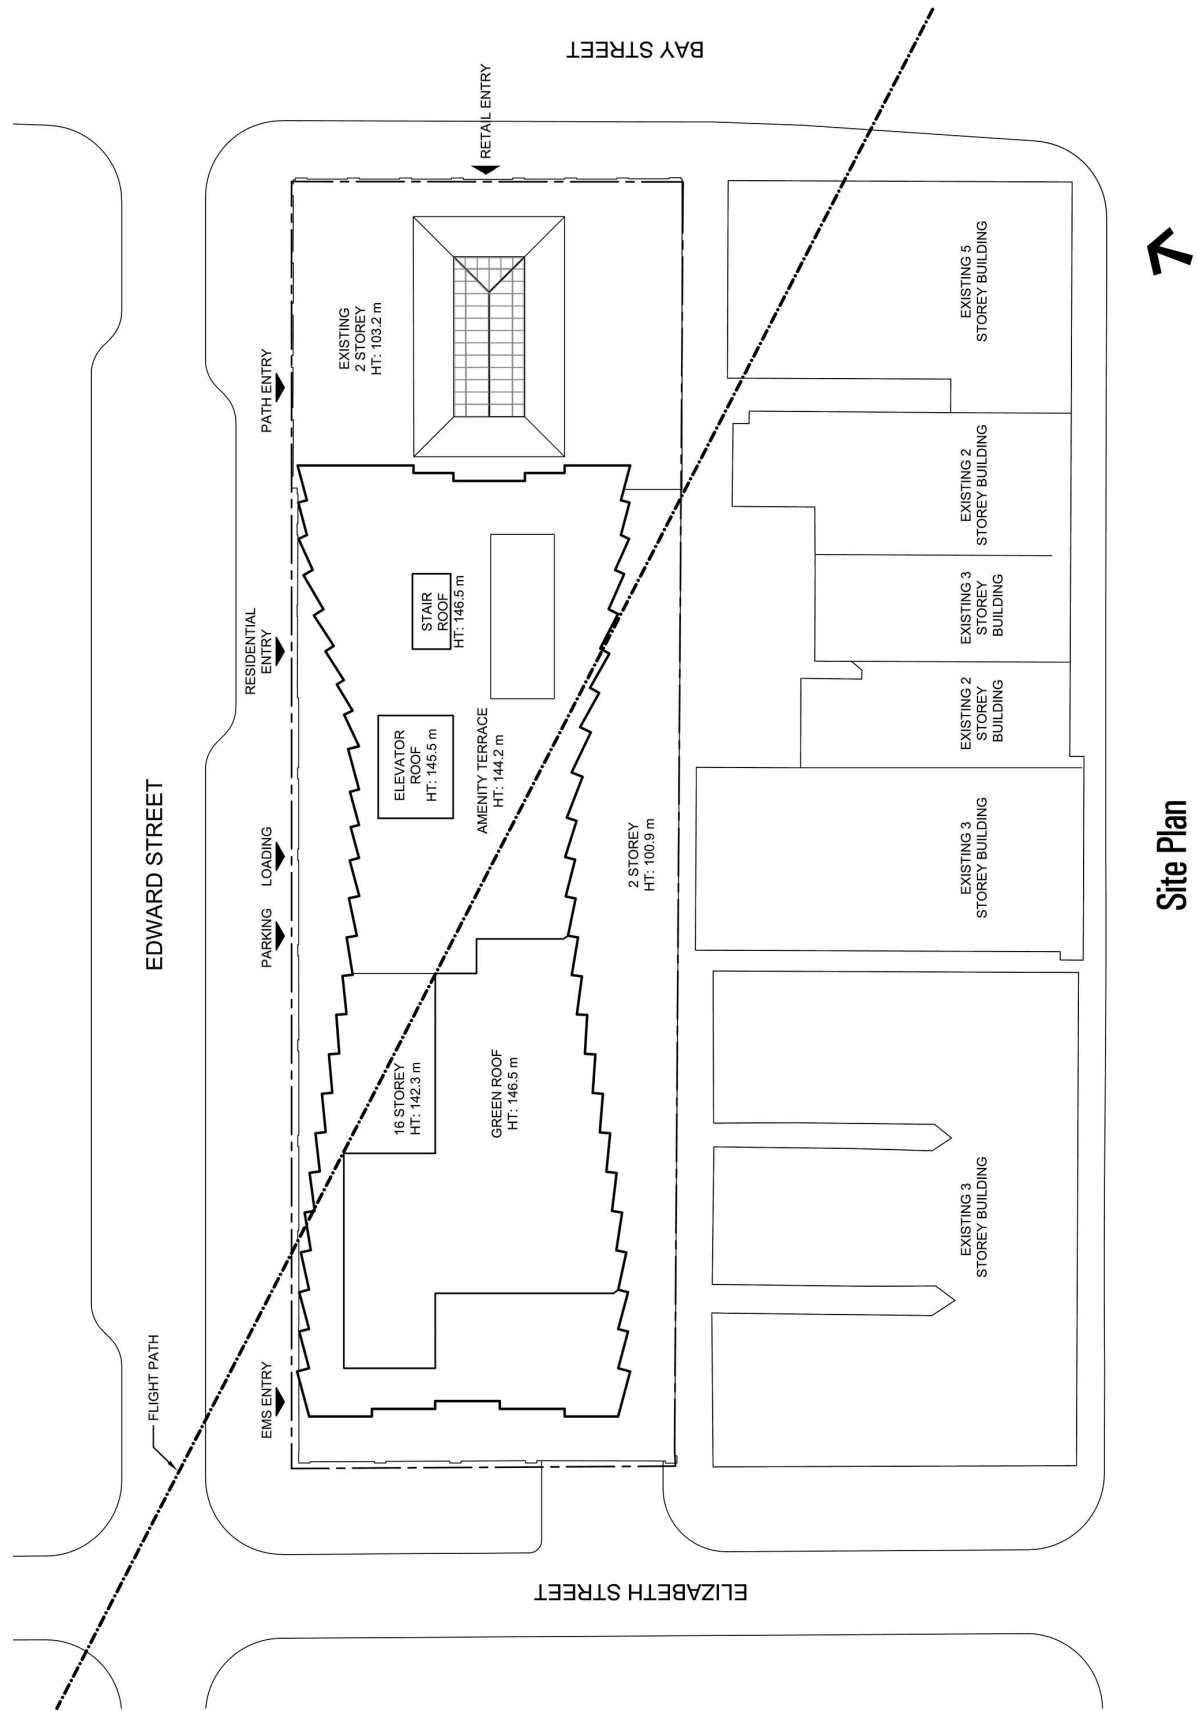 EDWARD STREET
FLIGHT PATH
EMS ENTRY
PARKING
LOADING
RESIDENTIAL
ENTRY
PATH ENTRY
RETAIL ENTRY
BAY STREET
ELIZABETH STREET
16 STOREY
HT: 142.3 m
GREEN ROOF
HT: 146.5 m
ELEVATOR
ROOF
HT: 145.5 m
AMENITY TERRACE
HT: 144.2 m
STAIR
ROOF
HT: 146.5 m
EXISTING
2 STOREY
HT: 103.2 m
2 STOREY
HT: 100.9 m
EXISTING 3
STOREY BUILDING
EXISTING 3
STOREY BUILDING
EXISTING 2
STOREY
BUILDING
EXISTING 3
STOREY
BUILDING
EXISTING 2
STOREY BUILDING
EXISTING 5
STOREY BUILDING
Site Plan